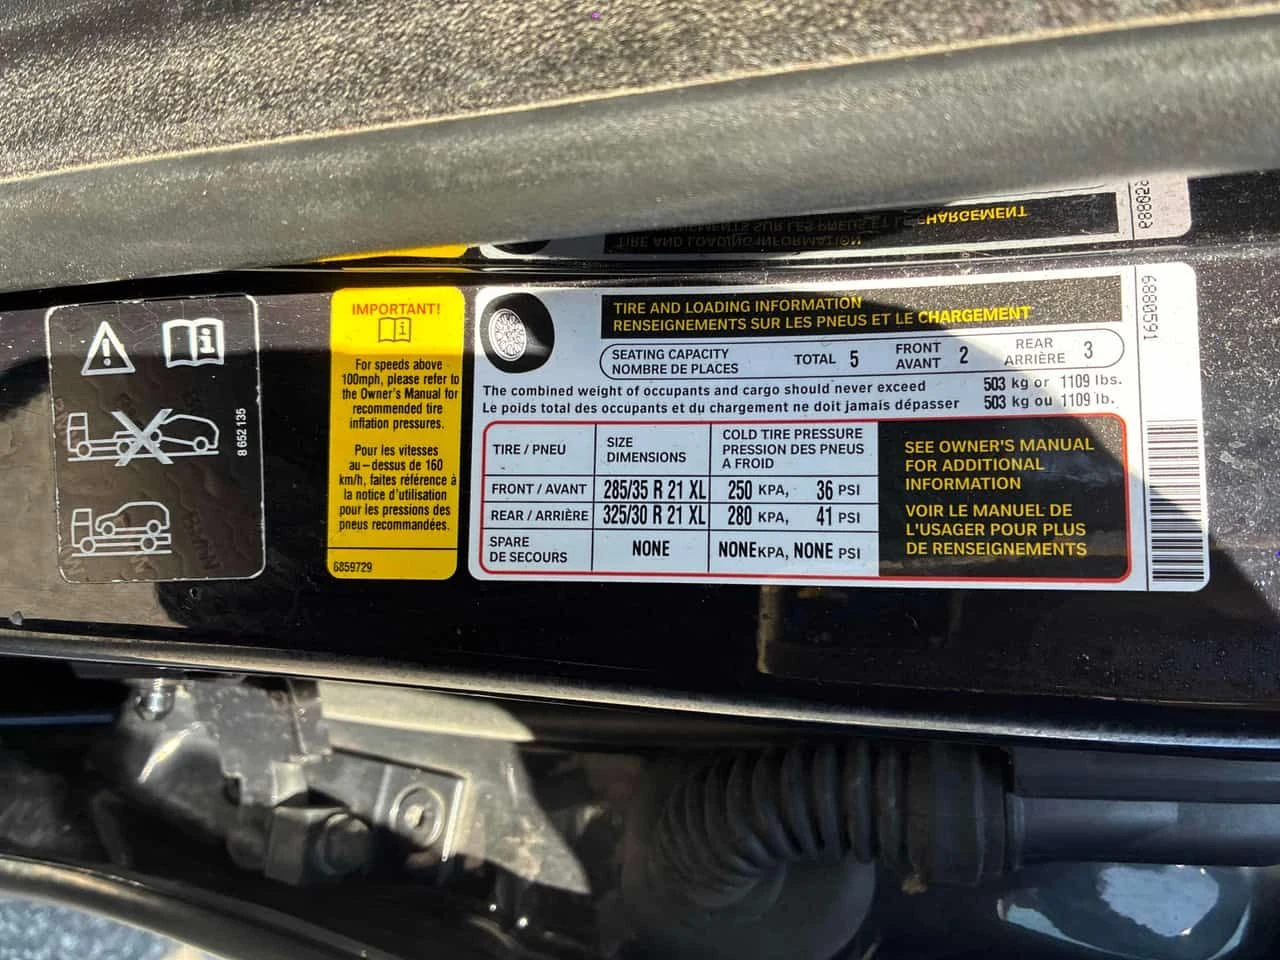 8 652 135
IMPORTANT!
For speeds above
100mph, please refer to
the Owner's Manual for
recommended tire
inflation pressures.
Pour les vitesses
au-dessus de 160
km/h, faites référence à
la notice d'utilisation
pour les pressions des
pneus recommandées.
6859729
TIRE AND LOADING INFORMATION
RENSEIGNEMENTS SUR LES PNEUS ET LE CHARGEMENT
SEATING CAPACITY
NOMBRE DE PLACES
TOTAL 5
FRONT
AVANT 2
REAR
ARRIÈRE 3
The combined weight of occupants and cargo should never exceed 503 kg or 1109 lbs.
Le poids total des occupants et du chargement ne doit jamais dépasser 503 kg ou 1109 lb.
TIRE / PNEU
SIZE
DIMENSIONS
COLD TIRE PRESSURE
PRESSION DES PNEUS
A FROID
FRONT / AVANT 285/35 R 21 XL 250 KPA, 36 PSI
REAR / ARRIÈRE 325/30 R 21 XL 280 KPA, 41 PSI
SPARE
DE SECOURS NONE NONE KPA, NONE PSI
SEE OWNER'S MANUAL
FOR ADDITIONAL
INFORMATION
VOIR LE MANUEL DE
L'USAGER POUR PLUS
DE RENSEIGNEMENTS
6880591